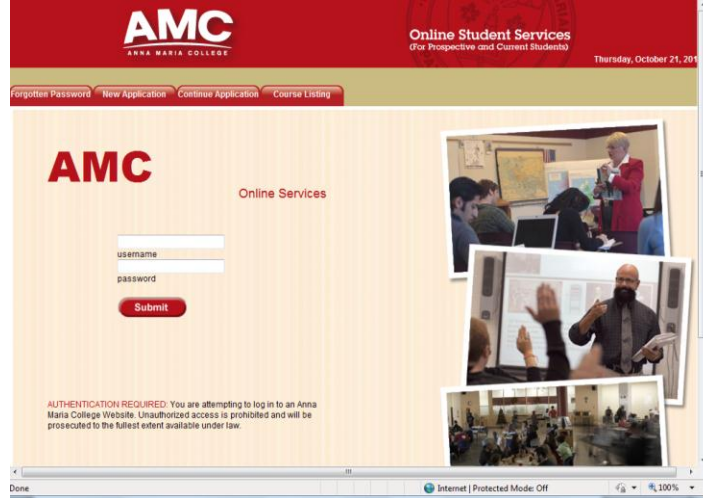 AMC
ANNA MARIA COLLEGE
Online Student Services
(For Prospective and Current Students)
Thursday, October 21, 201
Forgotten Password New Application Continue Application Course Listing
AMC
Online Services
username
password
Submit
AUTHENTICATION REQUIRED: You are attempting to log in to an Anna
Maria College Website. Unauthorized access is prohibited and will be
prosecuted to the fullest extent available under law.
Done Internet | Protected Mode: Off 100%